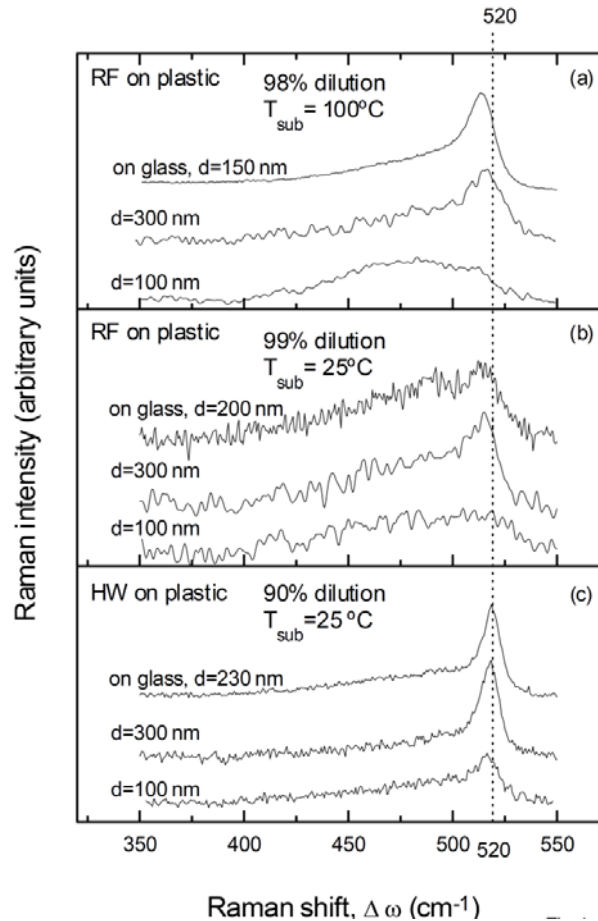 520
RF on plastic 98% dilution (a)
T_sub = 100ºC
on glass, d=150 nm
d=300 nm
d=100 nm
RF on plastic 99% dilution (b)
T_sub = 25ºC
on glass, d=200 nm
d=300 nm
d=100 nm
HW on plastic 90% dilution (c)
T_sub =25 ºC
on glass, d=230 nm
d=300 nm
d=100 nm
350 400 450 500 520 550
Raman shift, Δ ω (cm⁻¹)
Raman intensity (arbitrary units)